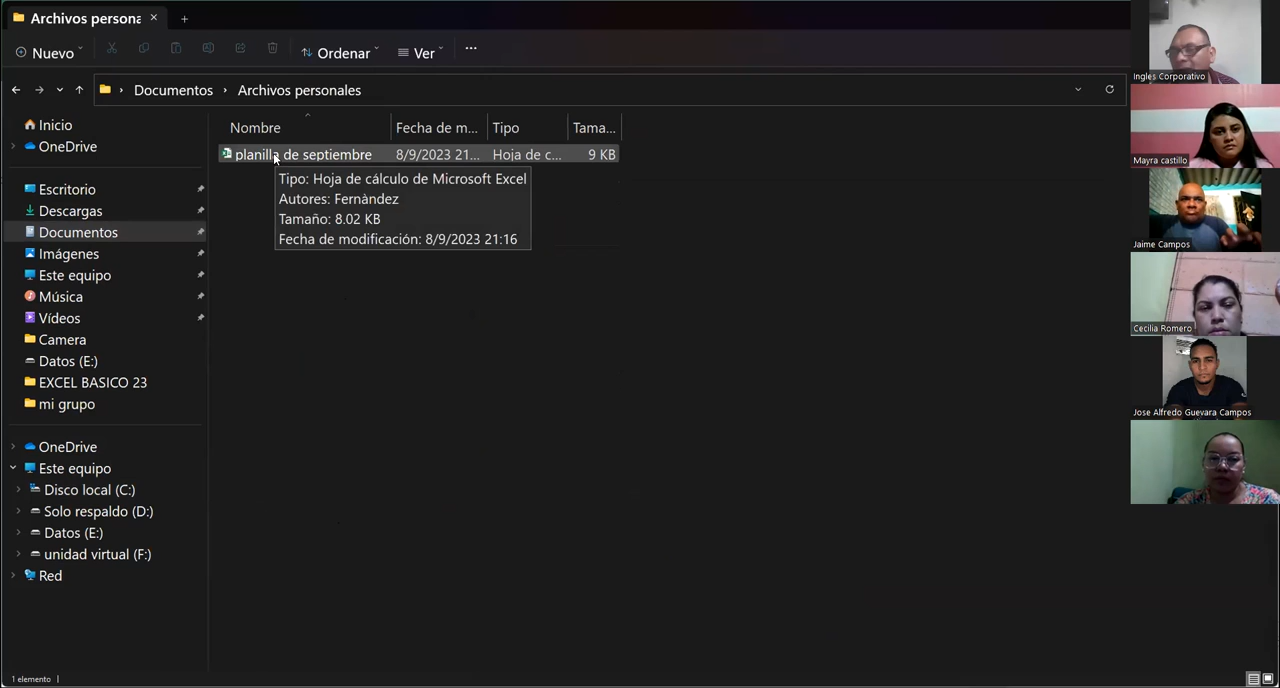 Archivos persona
Nuevo
Ordenar
Ver
Documentos
Archivos personales
Inicio
OneDrive
Escritorio
Descargas
Documentos
Imágenes
Este equipo
Música
Vídeos
Camera
Datos (E:)
EXCEL BASICO 23
mi grupo
OneDrive
Este equipo
Disco local (C:)
Solo respaldo (D:)
Datos (E:)
unidad virtual (F:)
Red
Nombre Fecha de m... Tipo Tama...
planilla de septiembre 8/9/2023 21... Hoja de c... 9 KB
Tipo: Hoja de cálculo de Microsoft Excel
Autores: Fernàndez
Tamaño: 8.02 KB
Fecha de modificación: 8/9/2023 21:16
1 elemento
Ingles Corporativo
Mayra castillo
Jaime Campos
Cecilia Romero
Jose Alfredo Guevara Campos